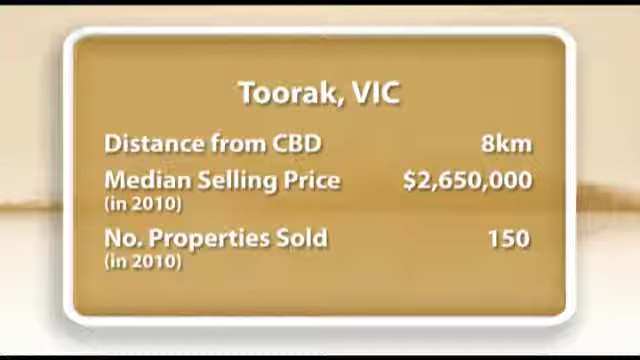 Toorak, VIC
Distance from CBD 8km
Median Selling Price $2,650,000
(in 2010)
No. Properties Sold 150
(in 2010)